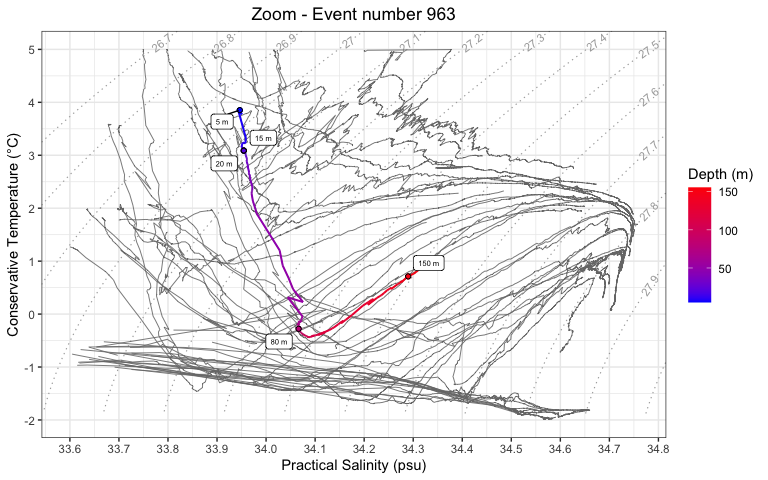 Zoom - Event number 963
Conservative Temperature (°C)
5
4
3
2
1
0
-1
-2
26.7
26.8
26.9
27
27.1
27.2
27.3
27.4
27.5
27.6
27.7
27.8
27.9
5 m
15 m
20 m
80 m
150 m
33.6 33.7 33.8 33.9 34.0 34.1 34.2 34.3 34.4 34.5 34.6 34.7 34.8
Practical Salinity (psu)
Depth (m)
150
100
50